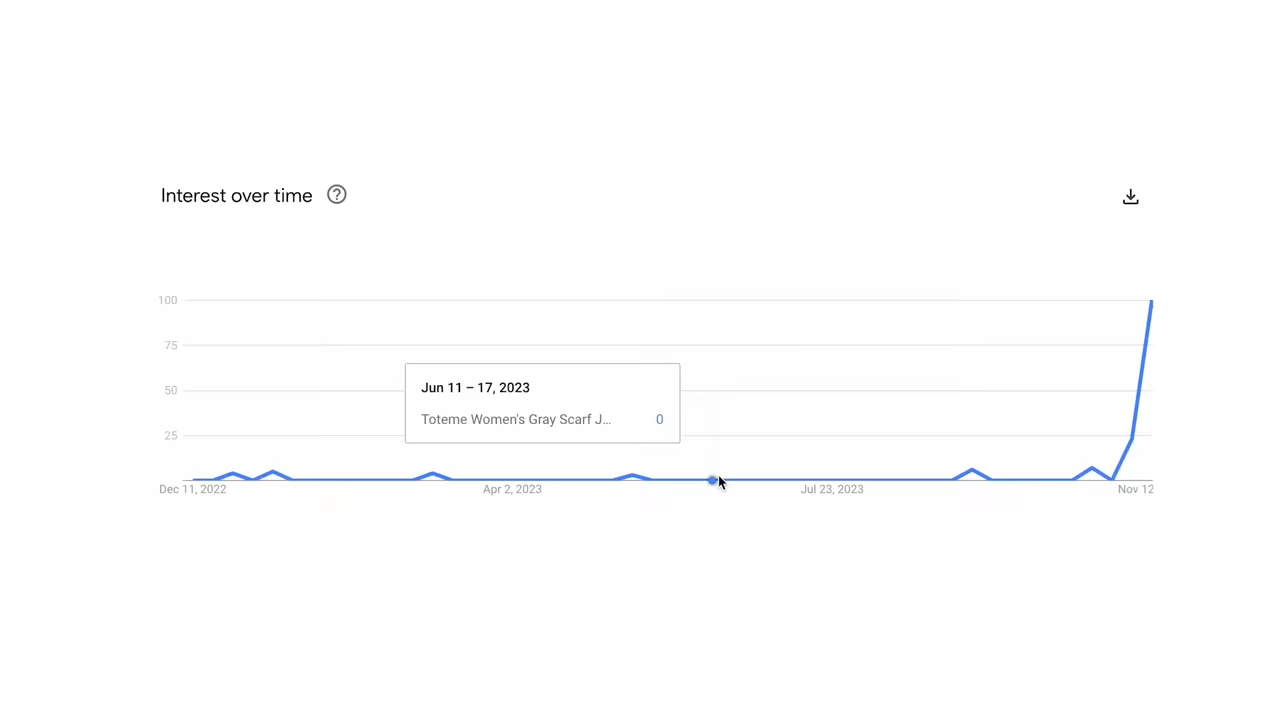 Interest over time ?
100
75
50
25
Jun 11 – 17, 2023
Toteme Women's Gray Scarf J... 0
Dec 11, 2022 Apr 2, 2023 Jul 23, 2023 Nov 12